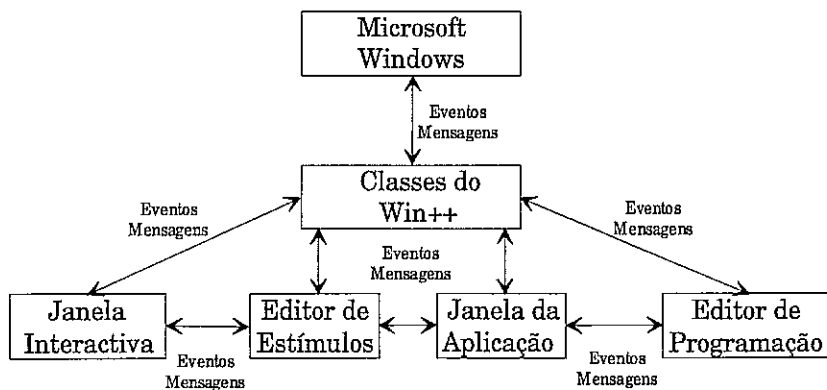 Microsoft
Windows
Eventos
Mensagens
Classes do
Win++
Eventos
Mensagens
Eventos
Mensagens
Eventos
Mensagens
Janela
Interactiva
Editor de
Estímulos
Janela da
Aplicação
Editor de
Programação
Eventos
Mensagens
Eventos
Mensagens